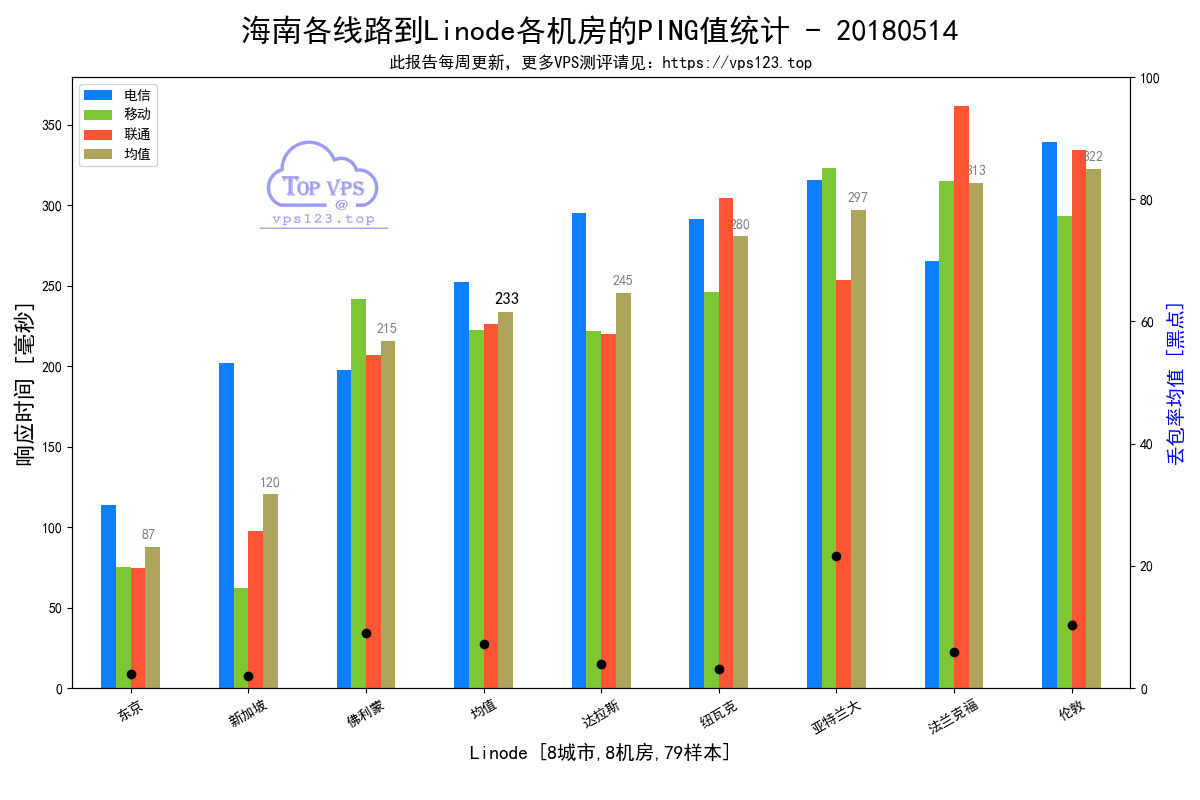 海南各线路到Linode各机房的PING值统计 - 20180514
此报告每周更新，更多VPS测评请见：https://vps123.top
电信
移动
联通
均值
TOP VPS
@
vps123.top
响应时间 [毫秒]
350
300
250
200
150
100
50
0
87
120
215
233
245
280
297
313
322
100
80
60
40
20
0
丢包率均值 [黑点]
东京
新加坡
佛利蒙
均值
达拉斯
纽瓦克
亚特兰大
法兰克福
伦敦
Linode [8城市,8机房,79样本]